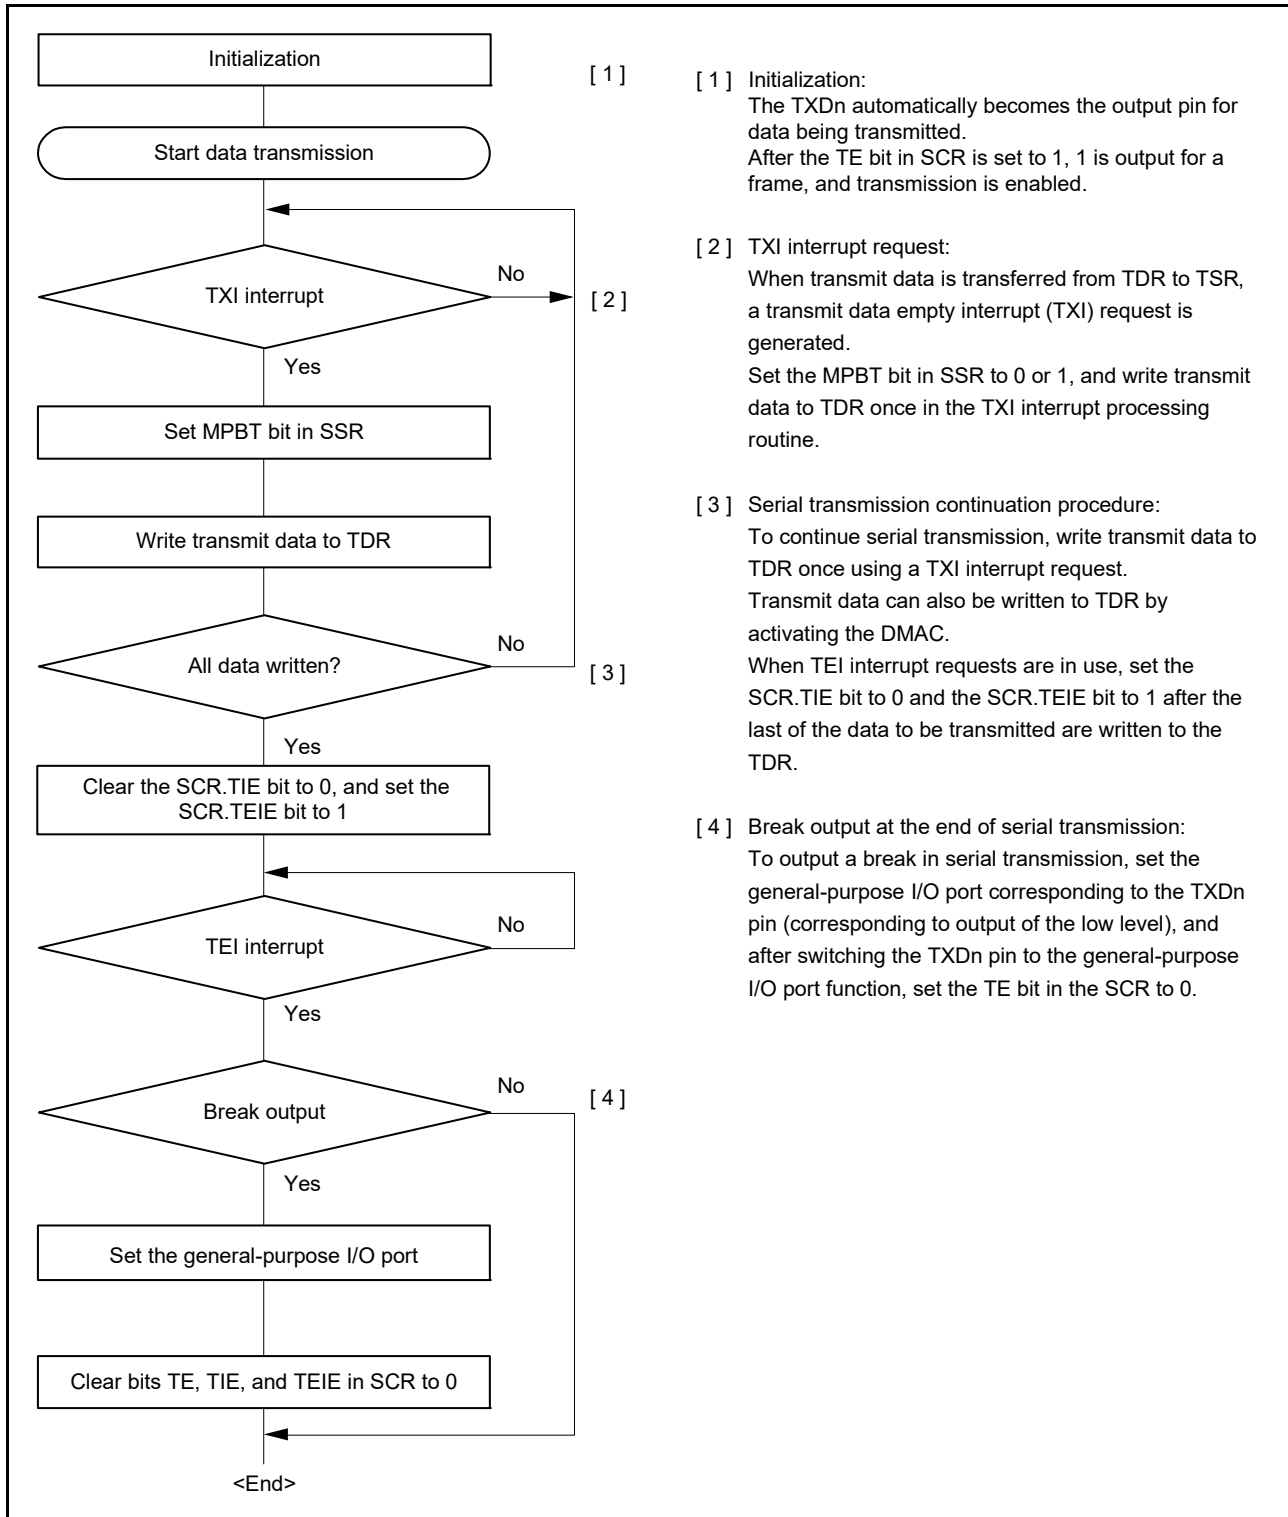 Initialization
[ 1 ]
Start data transmission
TXI interrupt
No
[ 2 ]
Yes
Set MPBT bit in SSR
Write transmit data to TDR
All data written?
No
[ 3 ]
Yes
Clear the SCR.TIE bit to 0, and set the
SCR.TEIE bit to 1
TEI interrupt
No
Yes
Break output
No
[ 4 ]
Yes
Set the general-purpose I/O port
Clear bits TE, TIE, and TEIE in SCR to 0
<End>
[ 1 ] Initialization:
The TXDn automatically becomes the output pin for
data being transmitted.
After the TE bit in SCR is set to 1, 1 is output for a
frame, and transmission is enabled.
[ 2 ] TXI interrupt request:
When transmit data is transferred from TDR to TSR,
a transmit data empty interrupt (TXI) request is
generated.
Set the MPBT bit in SSR to 0 or 1, and write transmit
data to TDR once in the TXI interrupt processing
routine.
[ 3 ] Serial transmission continuation procedure:
To continue serial transmission, write transmit data to
TDR once using a TXI interrupt request.
Transmit data can also be written to TDR by
activating the DMAC.
When TEI interrupt requests are in use, set the
SCR.TIE bit to 0 and the SCR.TEIE bit to 1 after the
last of the data to be transmitted are written to the
TDR.
[ 4 ] Break output at the end of serial transmission:
To output a break in serial transmission, set the
general-purpose I/O port corresponding to the TXDn
pin (corresponding to output of the low level), and
after switching the TXDn pin to the general-purpose
I/O port function, set the TE bit in the SCR to 0.